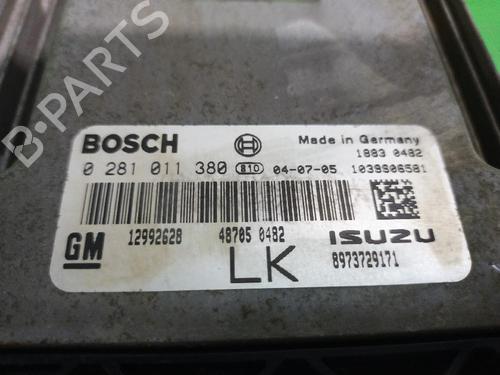 B-PARTS
BOSCH
Made in Germany
1883 0482
0 281 011 380 810 04-07-05 1039S06581
GM 12992628 48705 0482 ISUZU
LK 8973729171